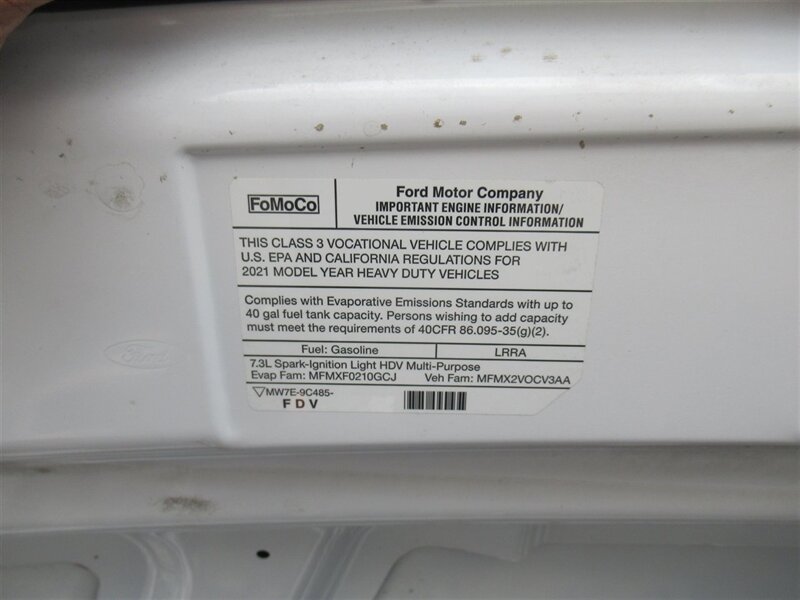 FoMoCo
Ford Motor Company
IMPORTANT ENGINE INFORMATION/
VEHICLE EMISSION CONTROL INFORMATION
THIS CLASS 3 VOCATIONAL VEHICLE COMPLIES WITH
U.S. EPA AND CALIFORNIA REGULATIONS FOR
2021 MODEL YEAR HEAVY DUTY VEHICLES
Complies with Evaporative Emissions Standards with up to
40 gal fuel tank capacity. Persons wishing to add capacity
must meet the requirements of 40CFR 86.095-35(g)(2).
Fuel: Gasoline LRRA
7.3L Spark-Ignition Light HDV Multi-Purpose
Evap Fam: MFMXF0210GCJ Veh Fam: MFMX2VOCV3AA
MW7E-9C485-
F D V
Ford